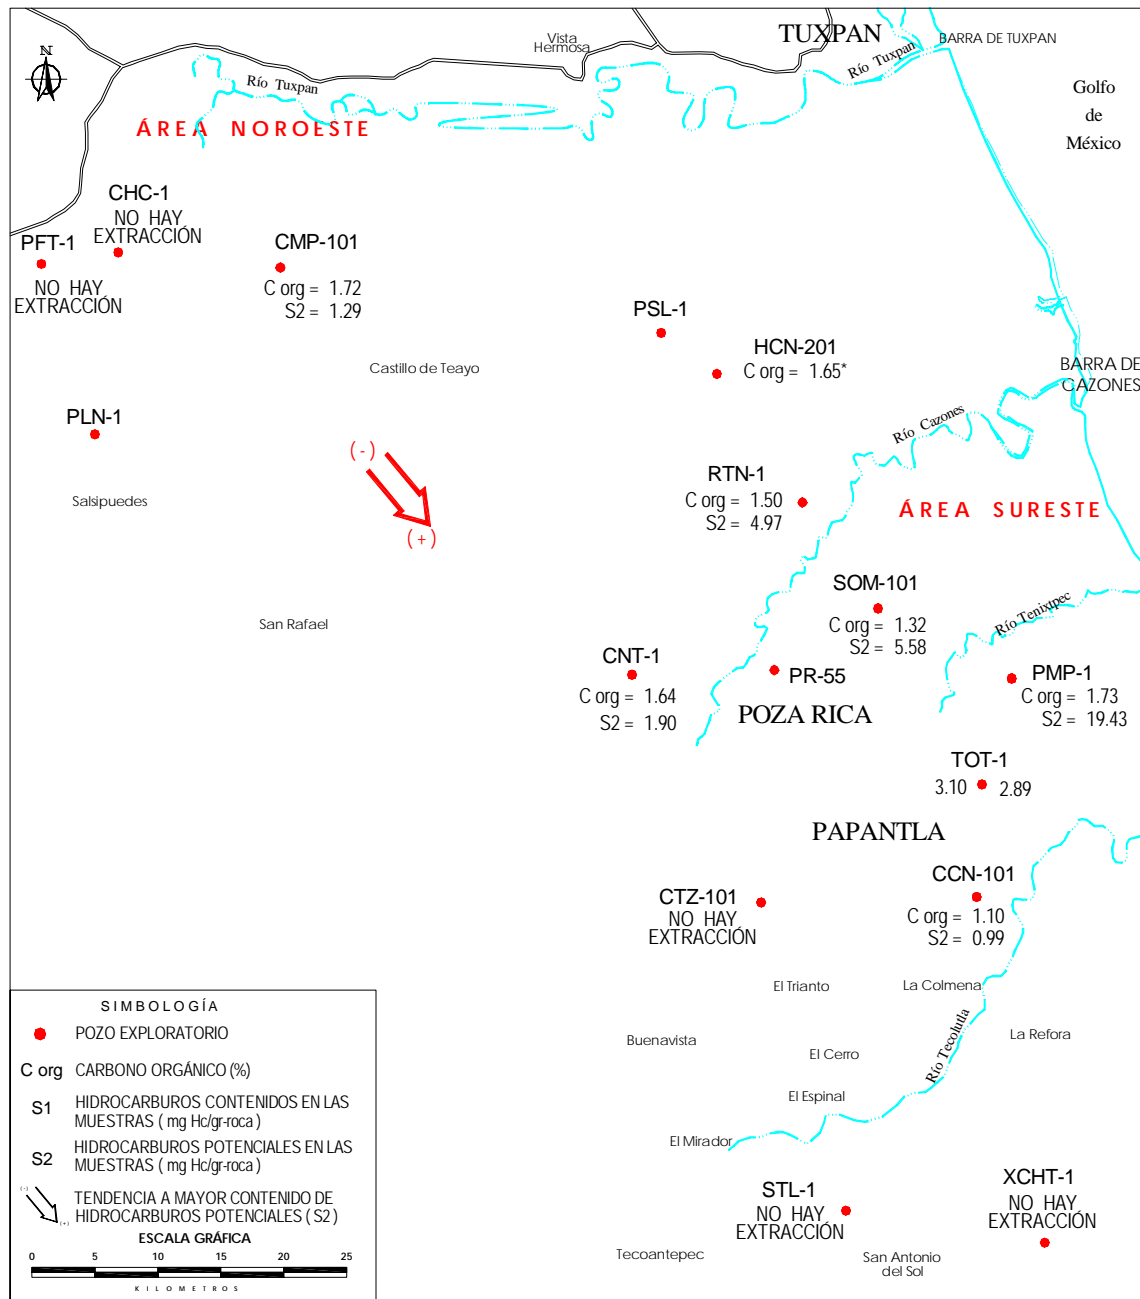 TUXPAN
Vista
Hermosa
BARRA DE TUXPAN
N
Río Tuxpan
Río Tuxpan
Golfo
de
México
ÁREA NOROESTE
CHC-1
NO HAY
EXTRACCIÓN
PFT-1
NO HAY
EXTRACCIÓN
CMP-101
C org = 1.72
S2 = 1.29
PSL-1
HCN-201
C org = 1.65*
Castillo de Teayo
BARRA DE
CAZONES
PLN-1
Río Cazones
(-)
(+)
Salsipuedes
RTN-1
C org = 1.50
S2 = 4.97
ÁREA SURESTE
SOM-101
C org = 1.32
S2 = 5.58
Río Tenixtpec
San Rafael
CNT-1
C org = 1.64
S2 = 1.90
PR-55
POZA RICA
PMP-1
C org = 1.73
S2 = 19.43
TOT-1
3.10 2.89
PAPANTLA
CTZ-101
NO HAY
EXTRACCIÓN
CCN-101
C org = 1.10
S2 = 0.99
El Trianto
La Colmena
Buenavista
El Cerro
La Refora
Río Tecolutla
El Espinal
El Mirador
STL-1
NO HAY
EXTRACCIÓN
XCHT-1
NO HAY
EXTRACCIÓN
Tecoantepec
San Antonio
del Sol
SIMBOLOGÍA
POZO EXPLORATORIO
C org CARBONO ORGÁNICO (%)
S1 HIDROCARBUROS CONTENIDOS EN LAS
MUESTRAS ( mg Hc/gr-roca )
S2 HIDROCARBUROS POTENCIALES EN LAS
MUESTRAS ( mg Hc/gr-roca )
(-)
(+)
TENDENCIA A MAYOR CONTENIDO DE
HIDROCARBUROS POTENCIALES ( S2 )
ESCALA GRÁFICA
0 5 10 15 20 25
KILOMETROS